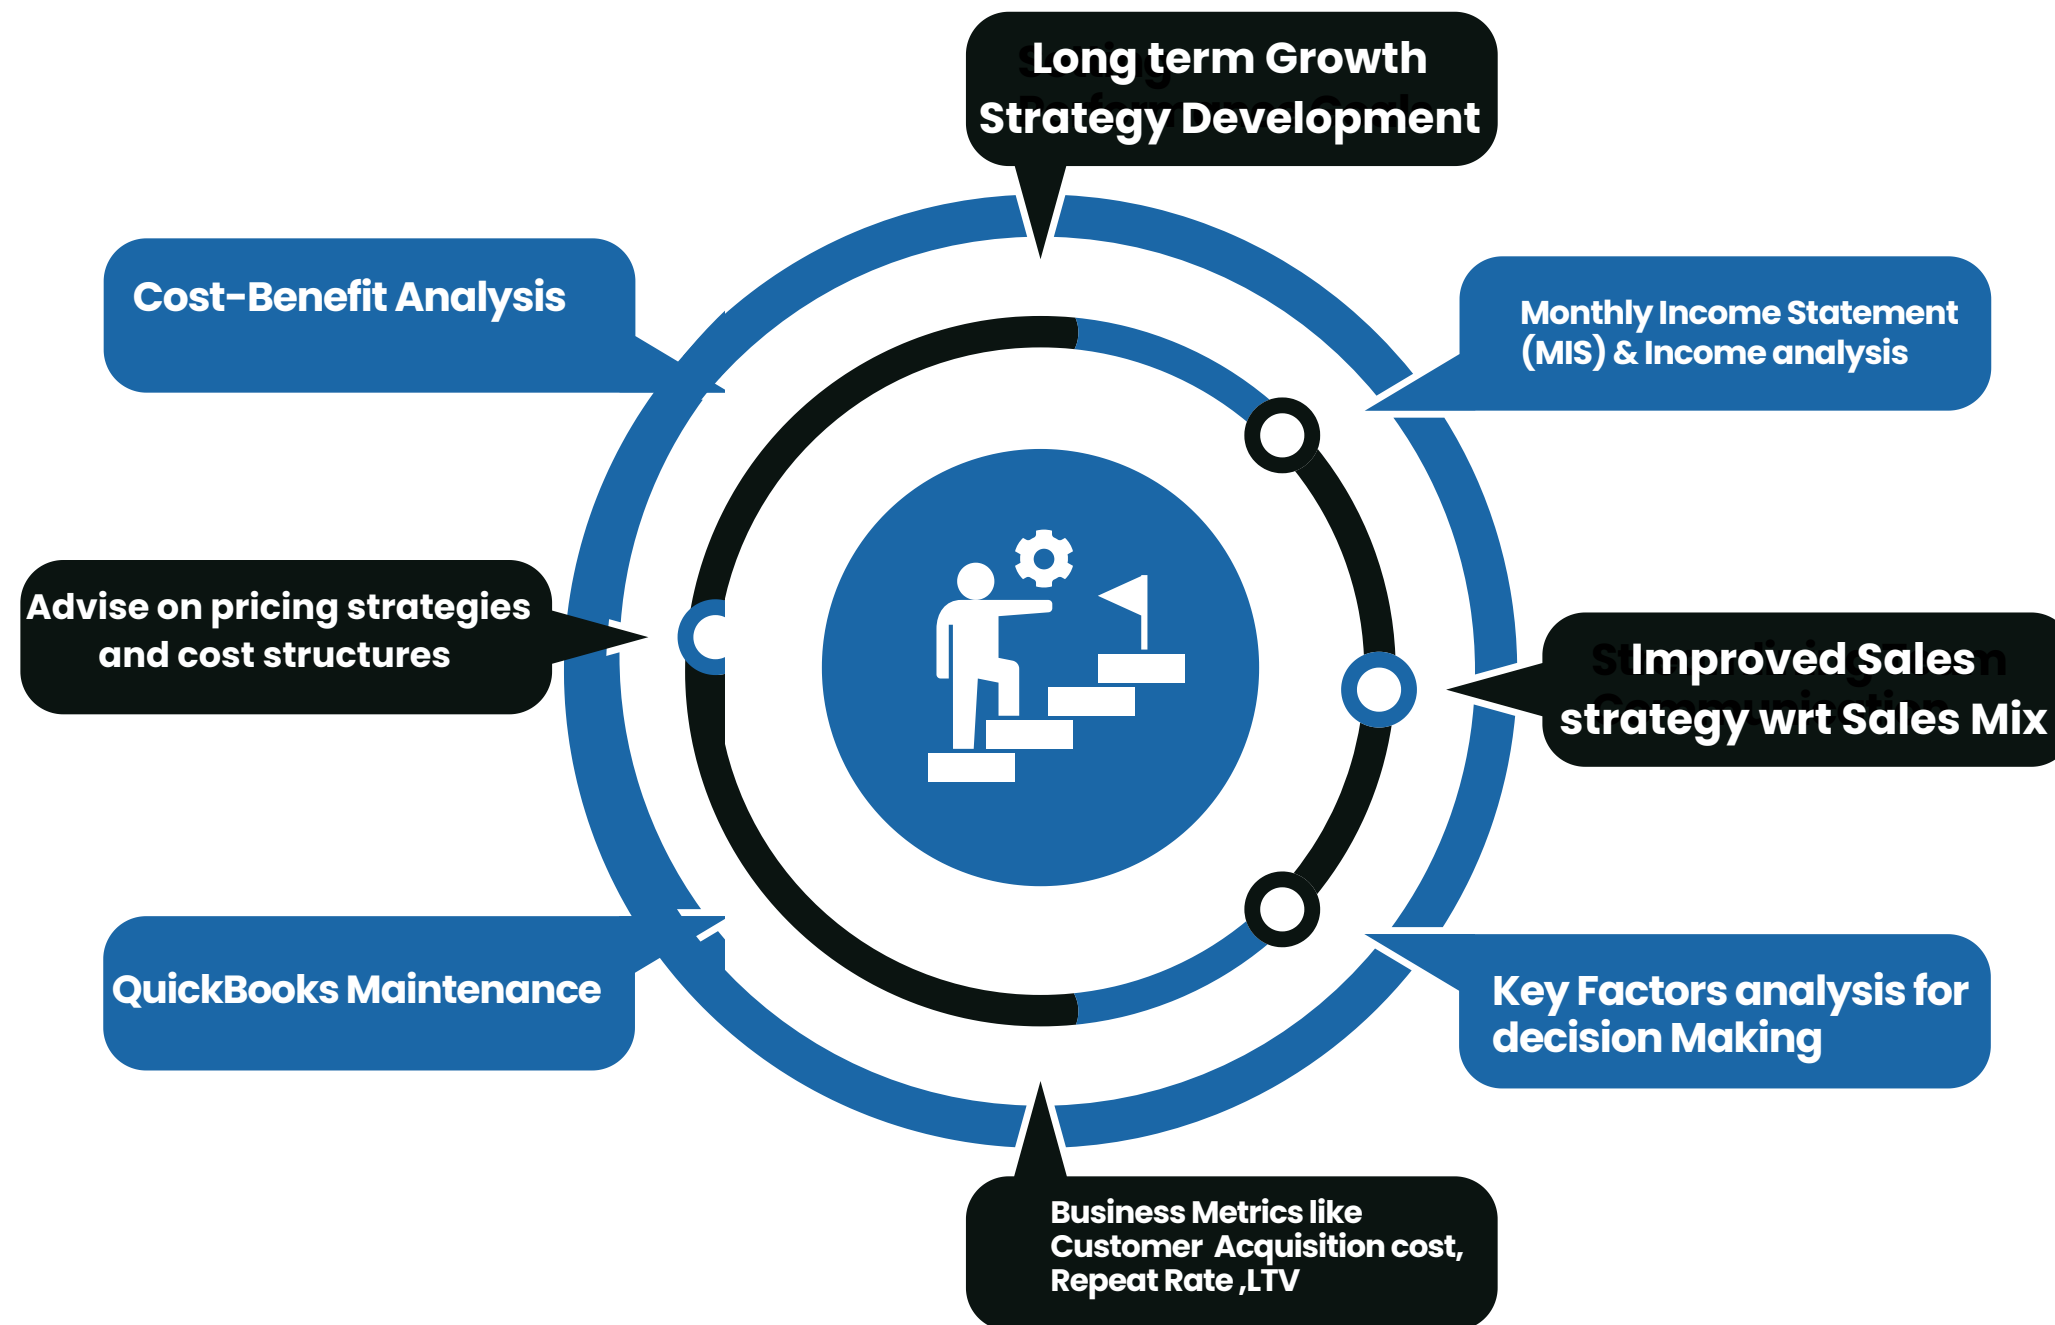 Long term Growth
Strategy Development
Cost-Benefit Analysis
Monthly Income Statement
(MIS) & Income analysis
Advise on pricing strategies
and cost structures
Improved Sales
strategy wrt Sales Mix
QuickBooks Maintenance
Key Factors analysis for
decision Making
Business Metrics like
Customer Acquisition cost,
Repeat Rate ,LTV